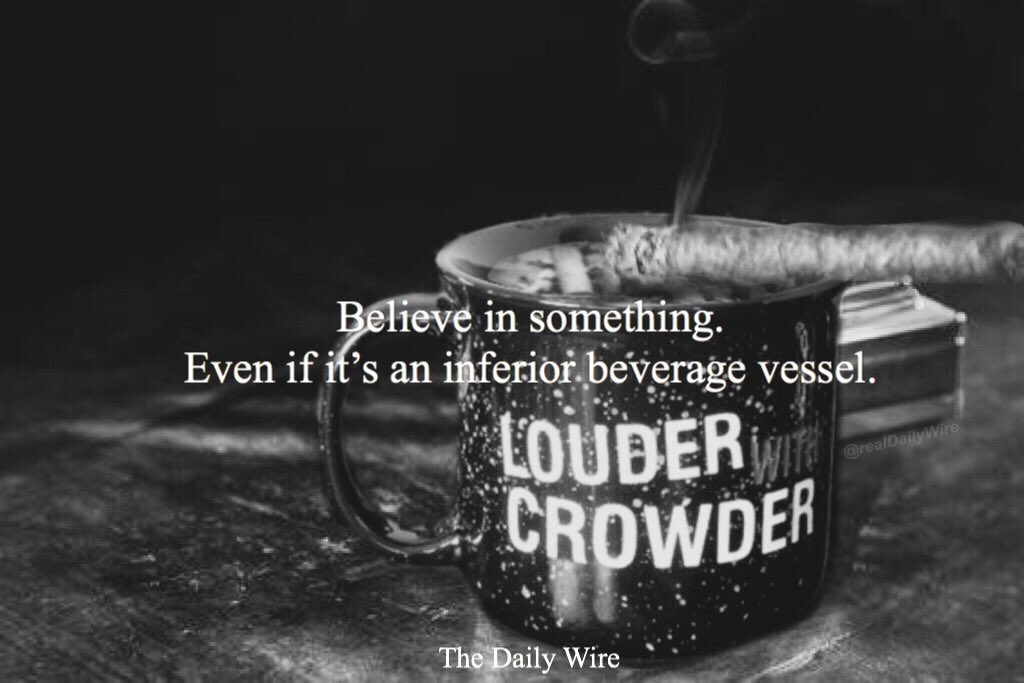 Believe in something.
Even if it’s an inferior beverage vessel.
LOUDER WITH
CROWDER
@realDailyWire
The Daily Wire